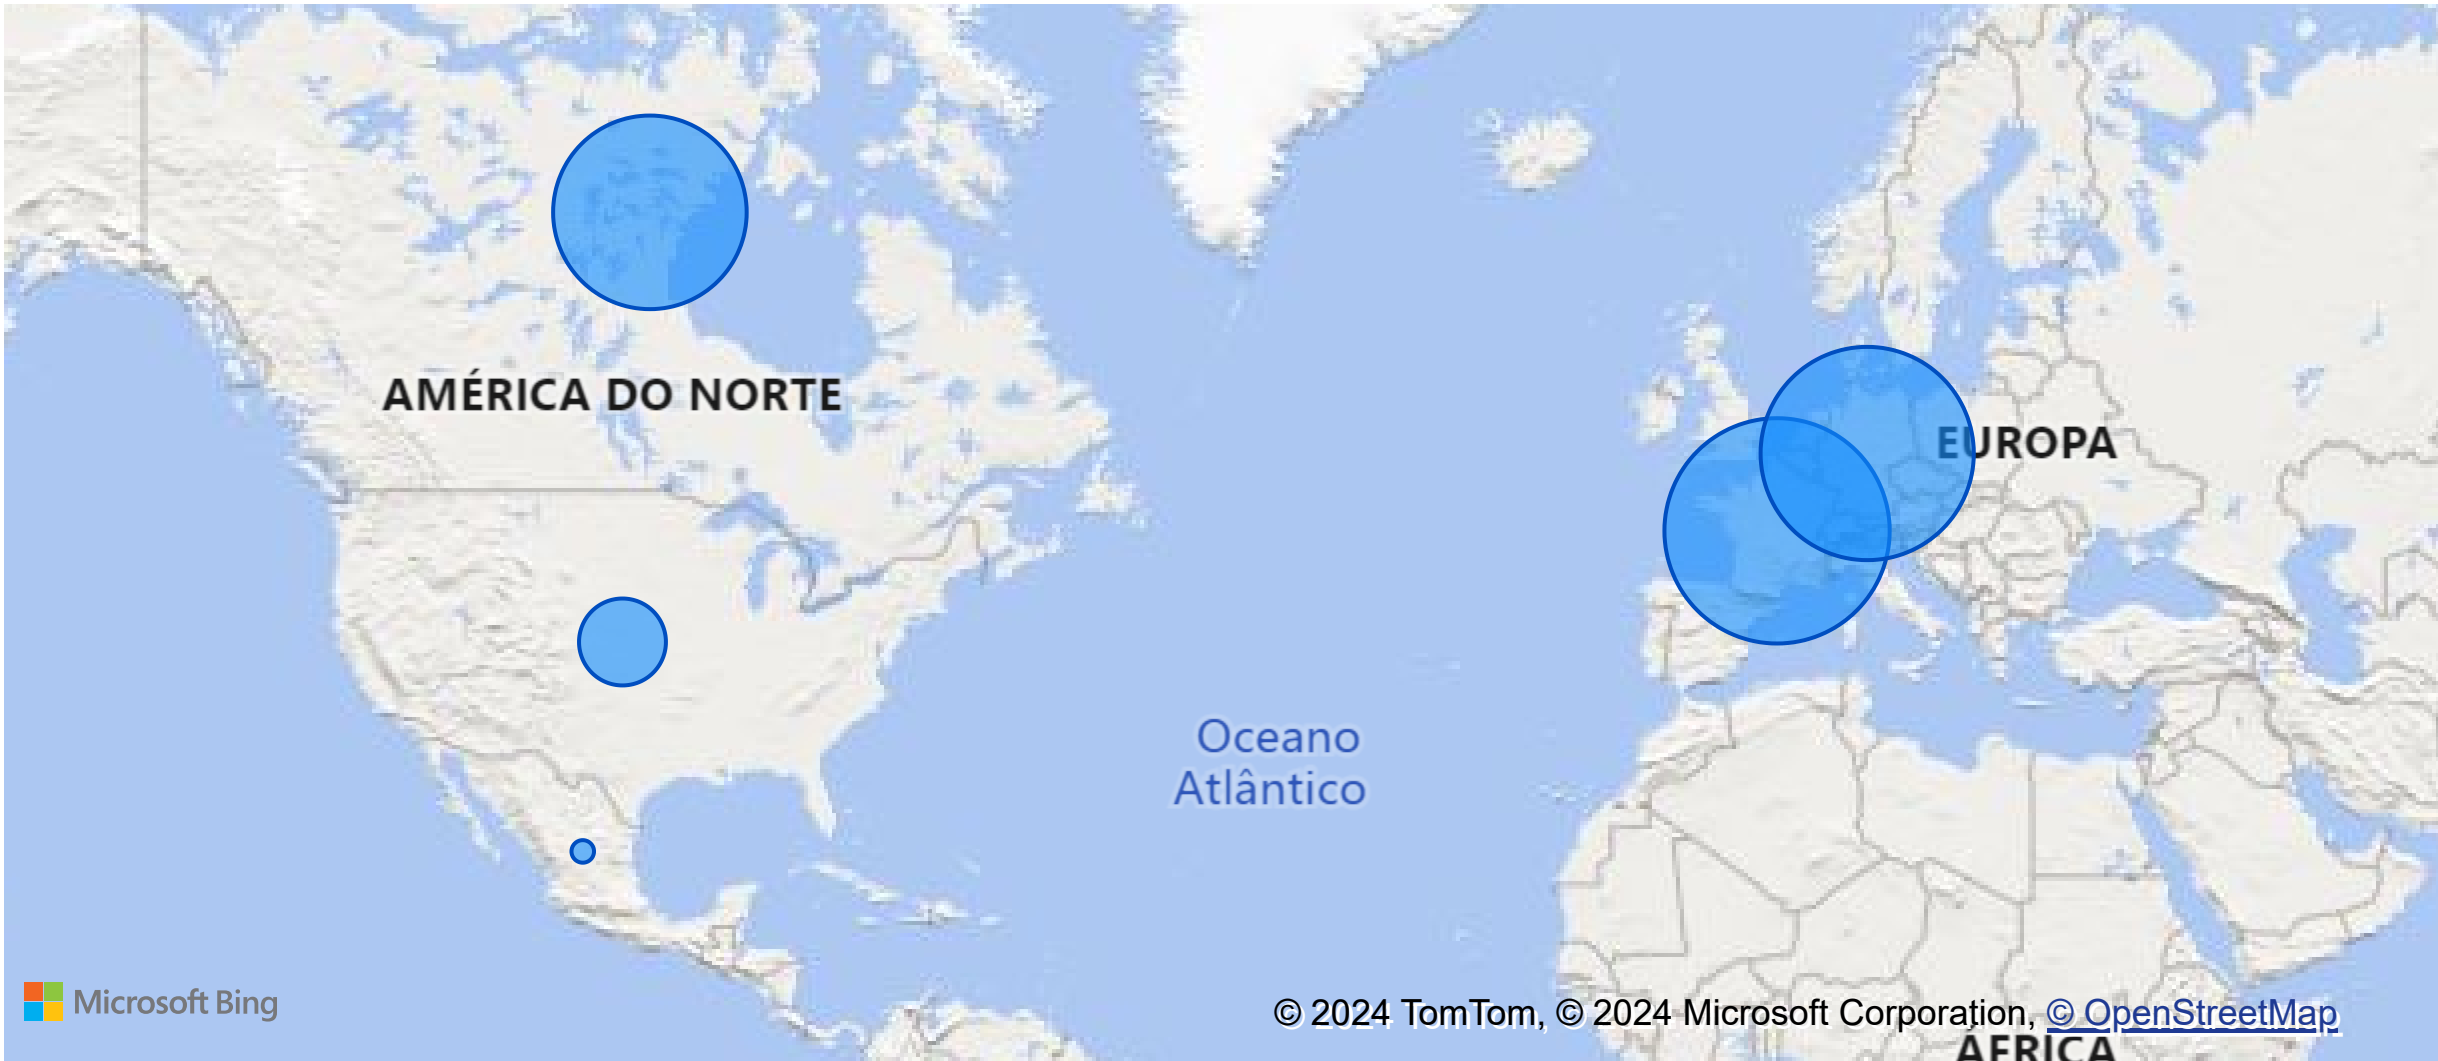 AMÉRICA DO NORTE
EUROPA
Oceano
Atlântico
Microsoft Bing
© 2024 TomTom, © 2024 Microsoft Corporation, © OpenStreetMap
ÁFRICA